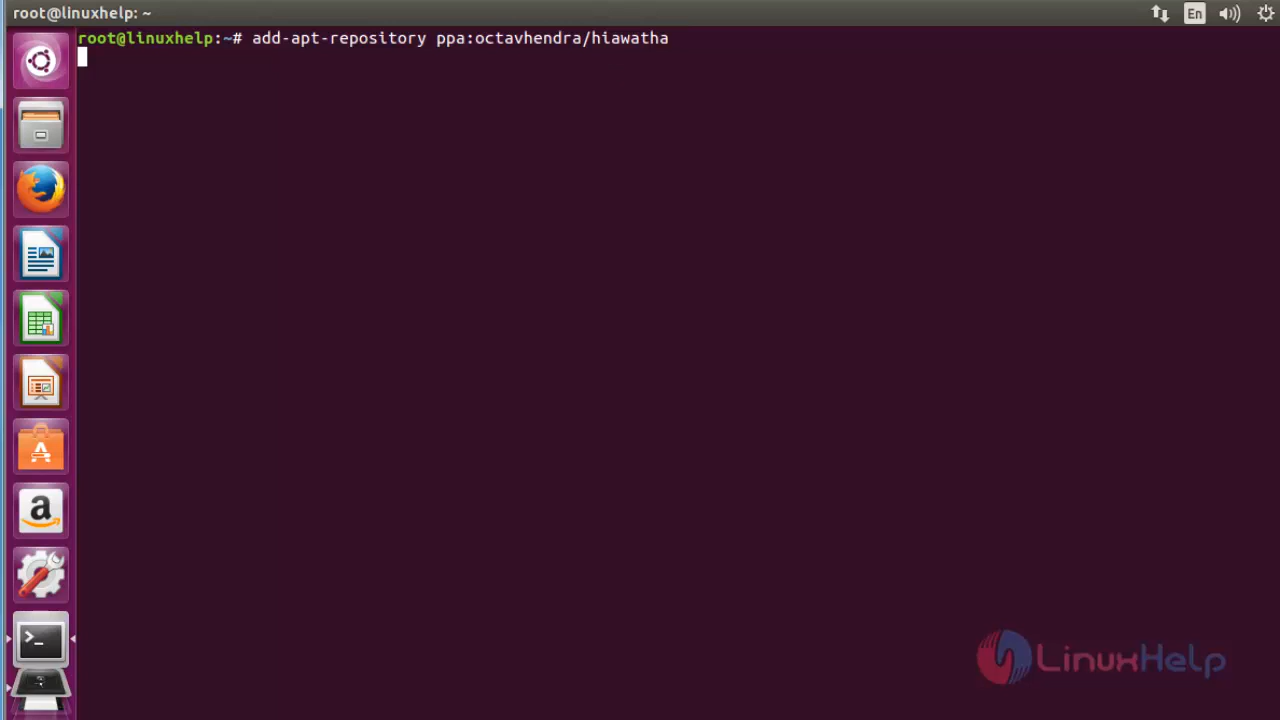 root@linuxhelp: ~
En
root@linuxhelp:~# add-apt-repository ppa:octavhendra/hiawatha
LinuxHelp